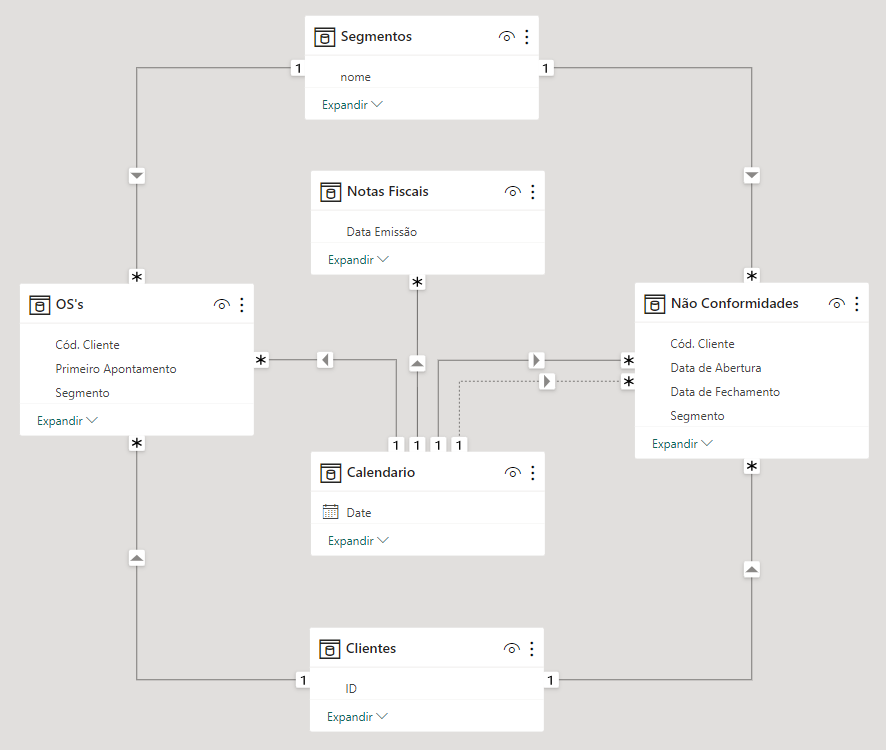 Segmentos
1
1
nome
Expandir
Notas Fiscais
Data Emissão
Expandir
*
*
*
OS's
Cód. Cliente
Primeiro Apontamento
Segmento
Expandir
*
*
Não Conformidades
Cód. Cliente
Data de Abertura
Data de Fechamento
Segmento
Expandir
*
*
*
1
1
1
1
Calendario
Date
Expandir
Clientes
1
1
ID
Expandir